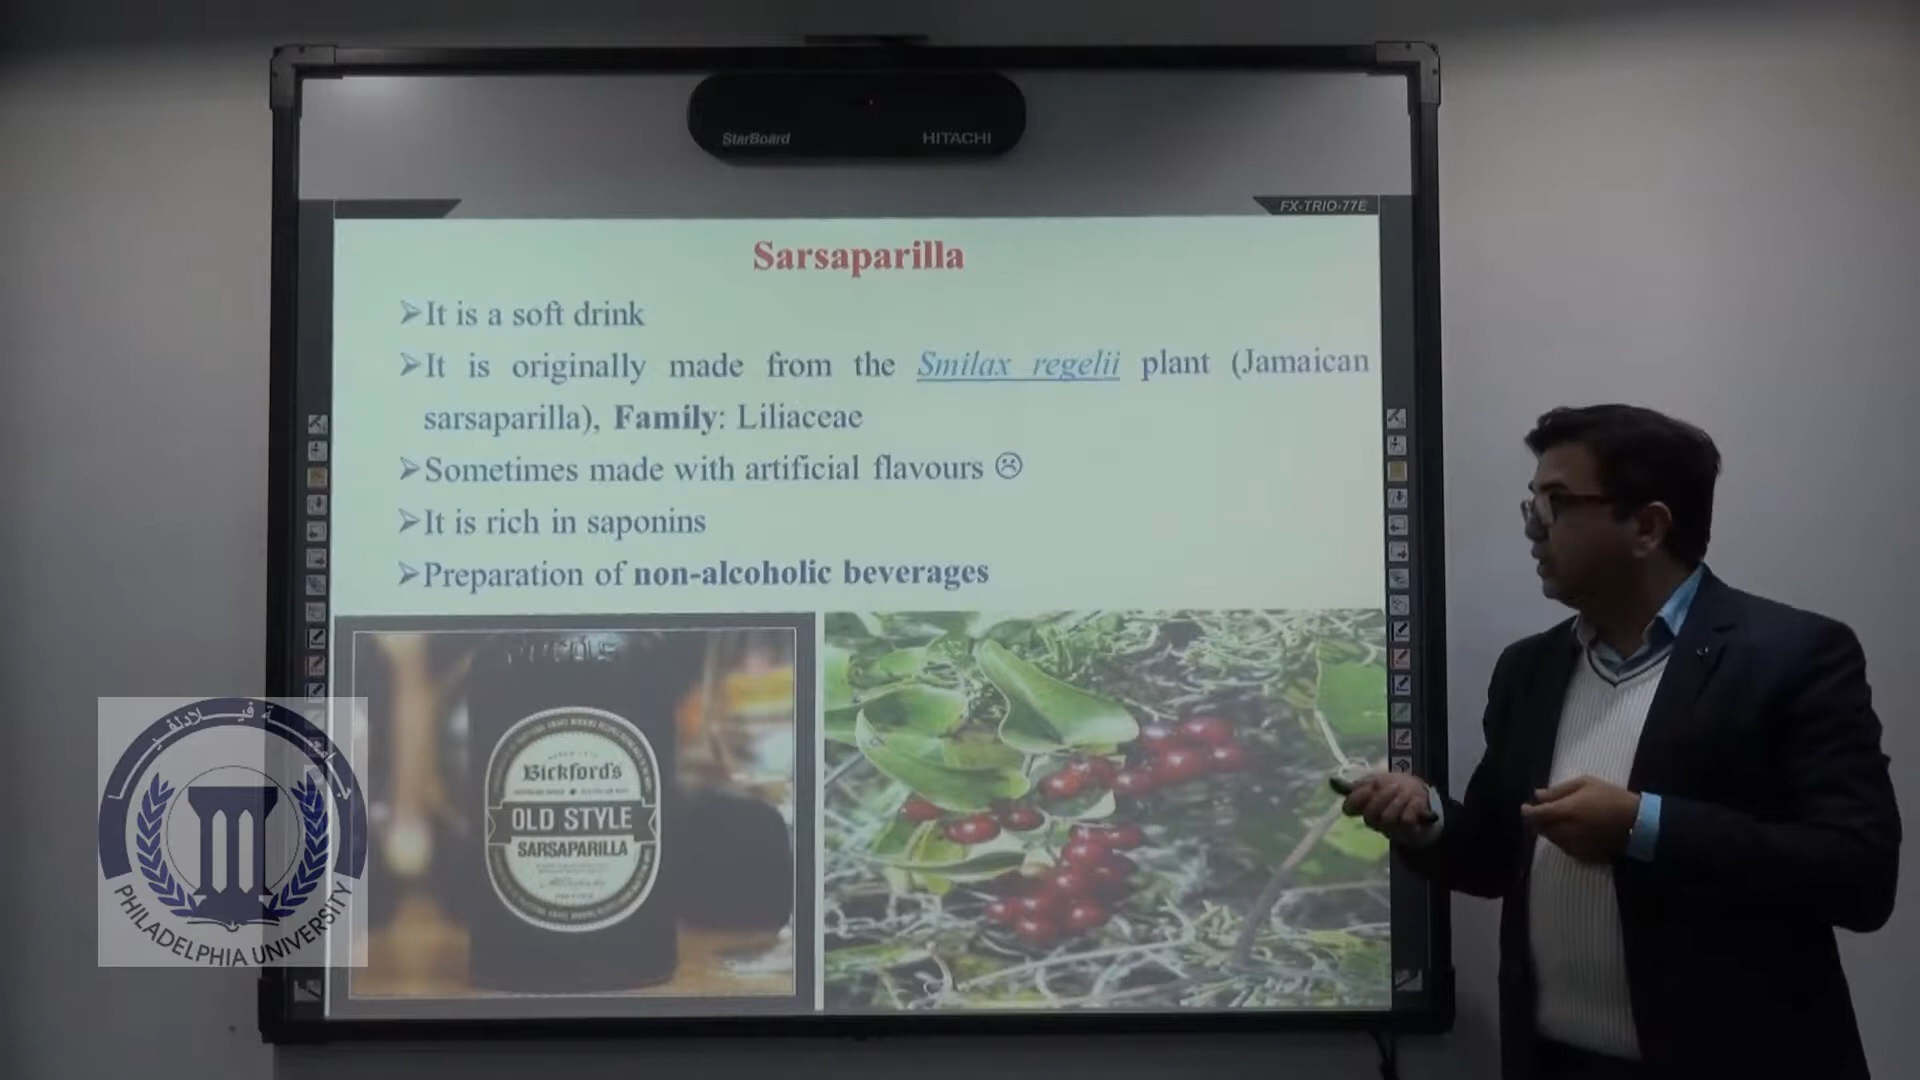 StarBoard HITACHI
FX-TRIO-77E
Sarsaparilla
➢It is a soft drink
➢It is originally made from the Smilax regelii plant (Jamaican
sarsaparilla), Family: Liliaceae
➢Sometimes made with artificial flavours ☹
➢It is rich in saponins
➢Preparation of non-alcoholic beverages
Bickford's
OLD STYLE
SARSAPARILLA
جامعة فيلادلفيا
PHILADELPHIA UNIVERSITY